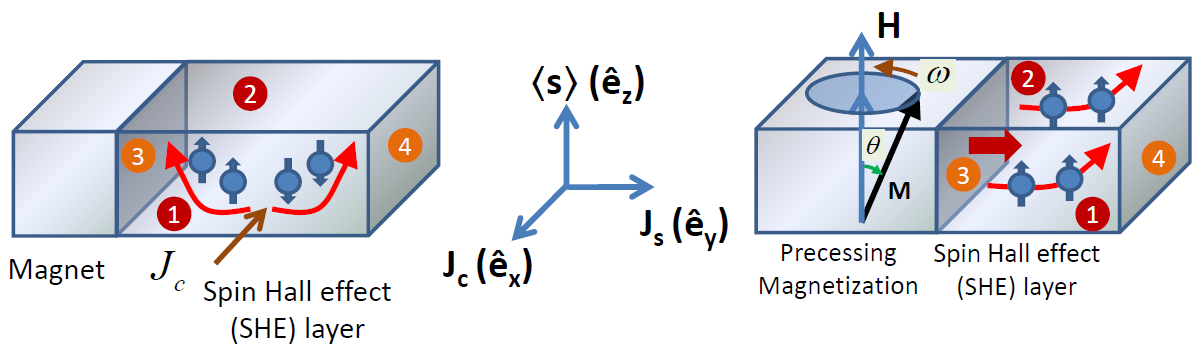 2
3
4
1
Magnet
J_c
Spin Hall effect
(SHE) layer
⟨s⟩ (ê_z)
J_s (ê_y)
J_c (ê_x)
H
ω
θ
M
2
3
4
1
Precessing
Magnetization
Spin Hall effect
(SHE) layer